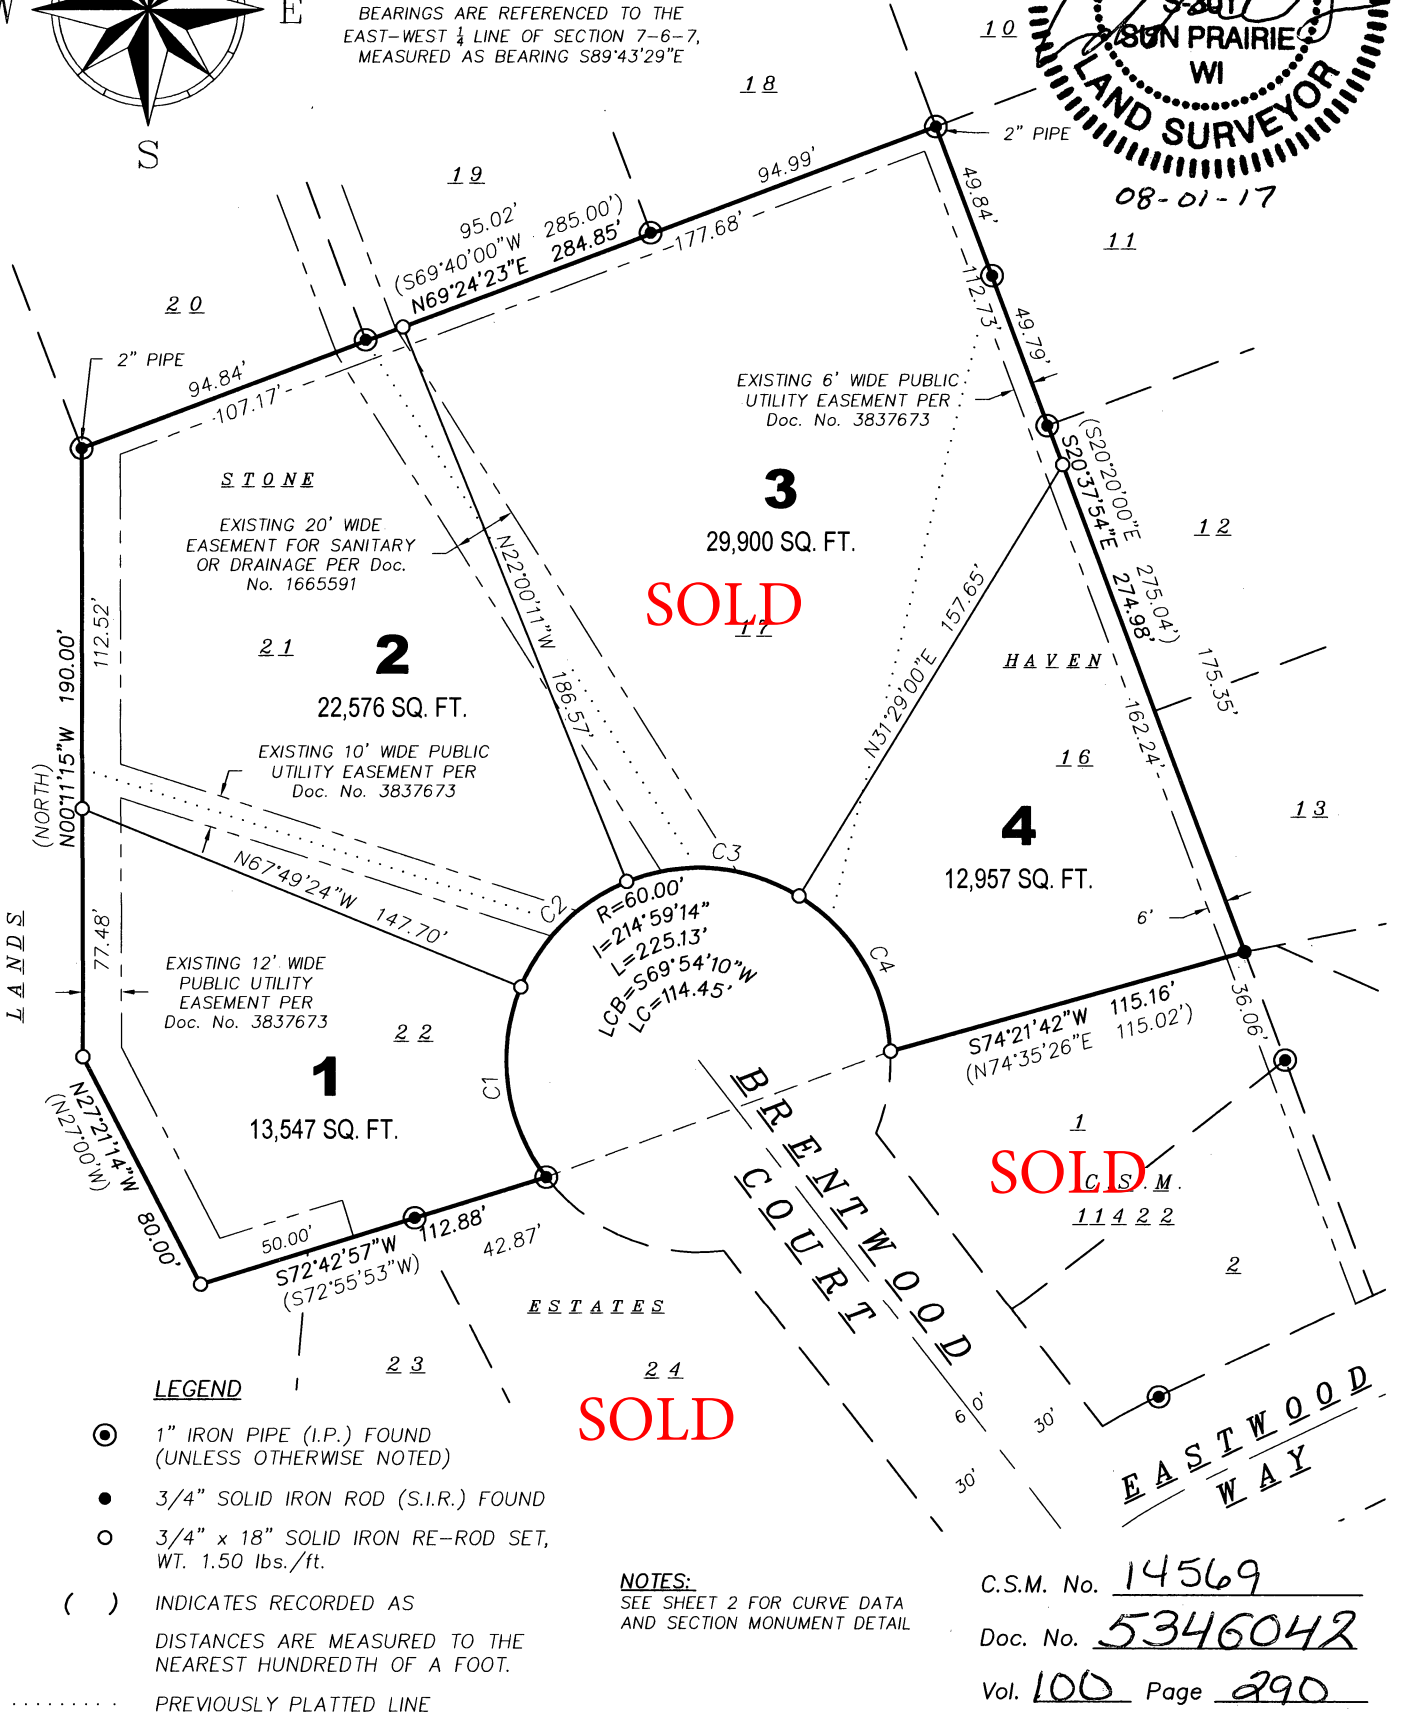 W
E
S
BEARINGS ARE REFERENCED TO THE
EAST-WEST 1/4 LINE OF SECTION 7-6-7,
MEASURED AS BEARING S89°43'29"E
SUN PRAIRIE
WI
LAND SURVEYOR
08-01-17
10
18
2" PIPE
19
11
94.99'
49.84'
95.02'
(S69°40'00"W 285.00')
N69°24'23"E 284.85'
177.68'
112.73'
20
2" PIPE
94.84'
107.17'
49.79'
EXISTING 6' WIDE PUBLIC
UTILITY EASEMENT PER
Doc. No. 3837673
(S20°20'00"E 275.04')
S20°37'54"E 274.98'
STONE
3
29,900 SQ. FT.
SOLD
17
EXISTING 20' WIDE
EASEMENT FOR SANITARY
OR DRAINAGE PER Doc.
No. 1665591
N22°00'11"W 186.57'
12
112.52'
21
2
22,576 SQ. FT.
N31°29'00"E 157.65'
HAVEN
175.35'
162.24'
(NORTH)
N00°11'15"W 190.00'
EXISTING 10' WIDE PUBLIC
UTILITY EASEMENT PER
Doc. No. 3837673
16
4
12,957 SQ. FT.
13
N67°49'24"W 147.70'
C3
C2
R=60.00'
I=214°59'14"
L=225.13'
LCB=S69°54'10"W
LC=114.45'
C4
6'
LANDS
77.48'
EXISTING 12' WIDE
PUBLIC UTILITY
EASEMENT PER
Doc. No. 3837673
22
1
13,547 SQ. FT.
C1
S74°21'42"W 115.16'
(N74°35'26"E 115.02')
36.06'
N27°21'14"W 80.00'
(N27°00'W)
BRENTWOOD
COURT
1
SOLD
C.S.M.
11422
2
50.00'
S72°42'57"W 112.88'
(S72°55'53"W)
42.87'
ESTATES
23
24
SOLD
60'
30'
30'
EASTWOOD
WAY
LEGEND
1" IRON PIPE (I.P.) FOUND
(UNLESS OTHERWISE NOTED)
3/4" SOLID IRON ROD (S.I.R.) FOUND
3/4" x 18" SOLID IRON RE-ROD SET,
WT. 1.50 lbs./ft.
( ) INDICATES RECORDED AS
DISTANCES ARE MEASURED TO THE
NEAREST HUNDREDTH OF A FOOT.
PREVIOUSLY PLATTED LINE
NOTES:
SEE SHEET 2 FOR CURVE DATA
AND SECTION MONUMENT DETAIL
C.S.M. No. 14569
Doc. No. 5346042
Vol. 100 Page 290